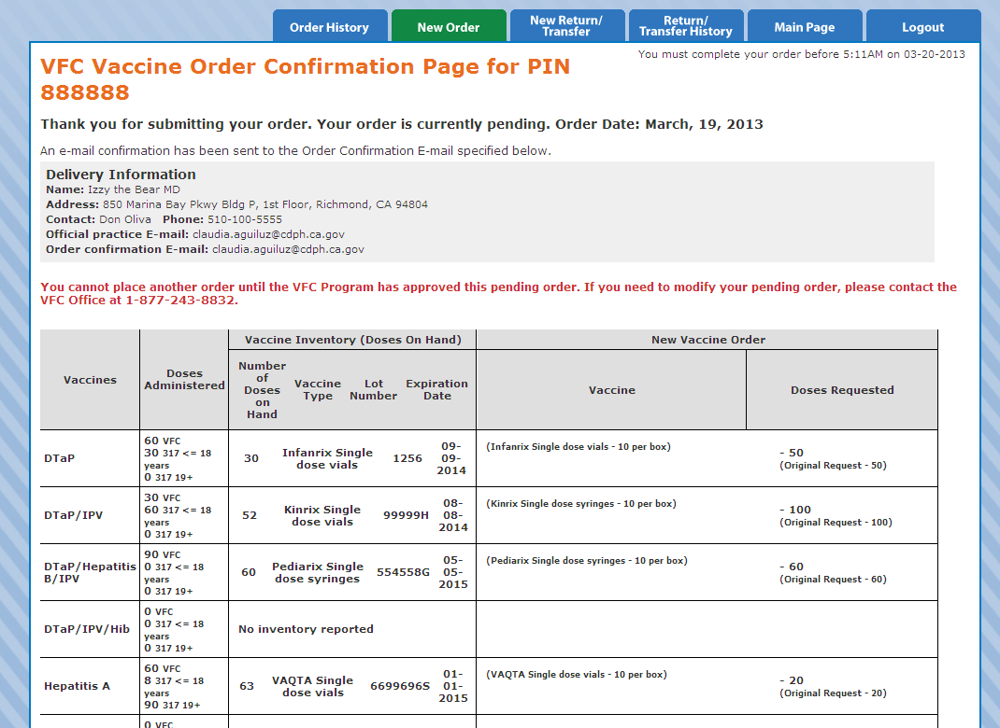 Order History
New Order
New Return/
Transfer
Return/
Transfer History
Main Page
Logout
You must complete your order before 5:11AM on 03-20-2013
VFC Vaccine Order Confirmation Page for PIN
888888
Thank you for submitting your order. Your order is currently pending. Order Date: March, 19, 2013
An e-mail confirmation has been sent to the Order Confirmation E-mail specified below.
Delivery Information
Name: Izzy the Bear MD
Address: 850 Marina Bay Pkwy Bldg P, 1st Floor, Richmond, CA 94804
Contact: Don Oliva Phone: 510-100-5555
Official practice E-mail: claudia.aguiluz@cdph.ca.gov
Order confirmation E-mail: claudia.aguiluz@cdph.ca.gov
You cannot place another order until the VFC Program has approved this pending order. If you need to modify your pending order, please contact the
VFC Office at 1-877-243-8832.
Vaccines
Doses
Administered
Vaccine Inventory (Doses On Hand)
New Vaccine Order
Number
of
Doses
on
Hand
Vaccine
Type
Lot
Number
Expiration
Date
Vaccine
Doses Requested
DTaP
60 VFC
30 317 <= 18
years
0 317 19+
30
Infanrix Single
dose vials
1256
09-
09-
2014
(Infanrix Single dose vials - 10 per box)
- 50
(Original Request - 50)
DTaP/IPV
30 VFC
60 317 <= 18
years
0 317 19+
52
Kinrix Single
dose vials
99999H
08-
08-
2014
(Kinrix Single dose syringes - 10 per box)
- 100
(Original Request - 100)
DTaP/Hepatitis
B/IPV
90 VFC
0 317 <= 18
years
0 317 19+
60
Pediarix Single
dose syringes
554558G
05-
05-
2015
(Pediarix Single dose syringes - 10 per box)
- 60
(Original Request - 60)
DTaP/IPV/Hib
0 VFC
0 317 <= 18
years
0 317 19+
No inventory reported
Hepatitis A
60 VFC
8 317 <= 18
years
90 317 19+
63
VAQTA Single
dose vials
6699696S
01-
01-
2015
(VAQTA Single dose vials - 10 per box)
- 20
(Original Request - 20)
0 VFC